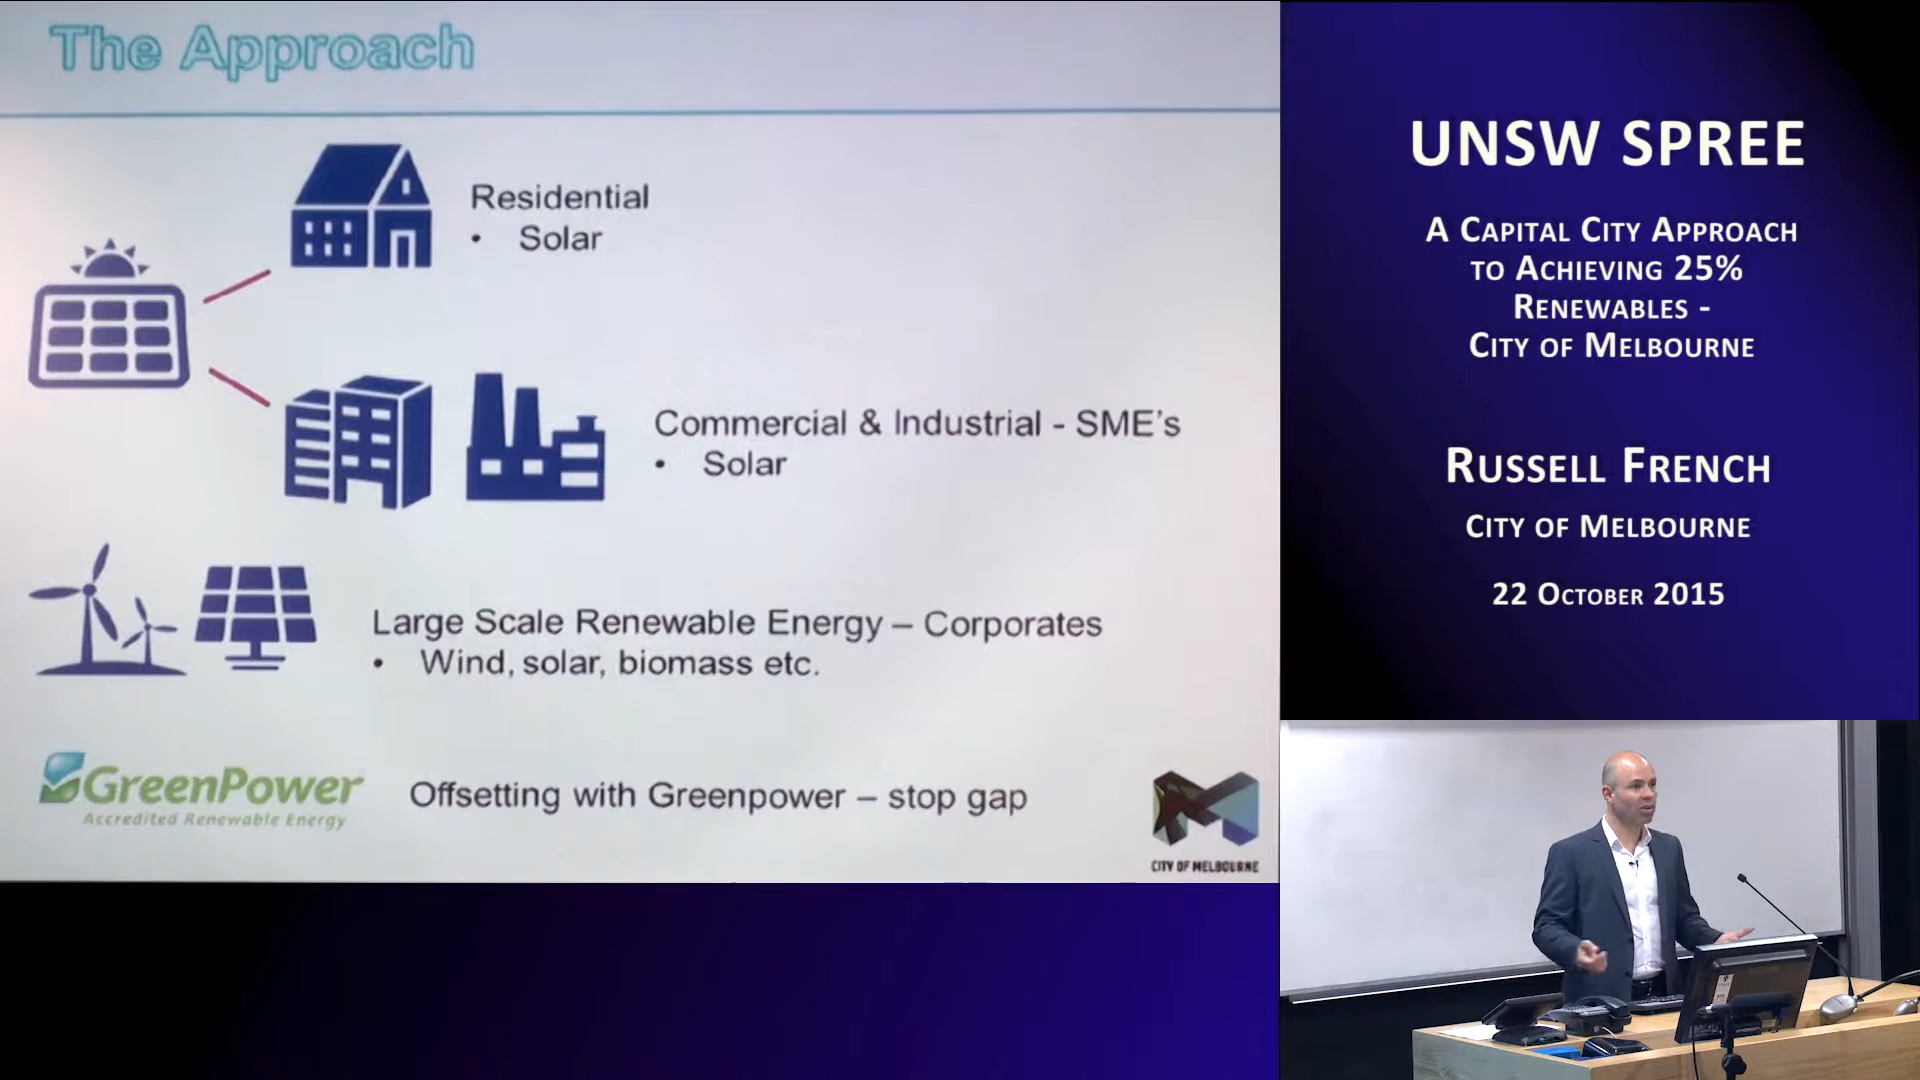 The Approach
Residential
• Solar
Commercial & Industrial - SME's
• Solar
Large Scale Renewable Energy – Corporates
• Wind, solar, biomass etc.
GreenPower
Accredited Renewable Energy
Offsetting with Greenpower – stop gap
CITY OF MELBOURNE
UNSW SPREE
A CAPITAL CITY APPROACH
TO ACHIEVING 25%
RENEWABLES -
CITY OF MELBOURNE
RUSSELL FRENCH
CITY OF MELBOURNE
22 OCTOBER 2015